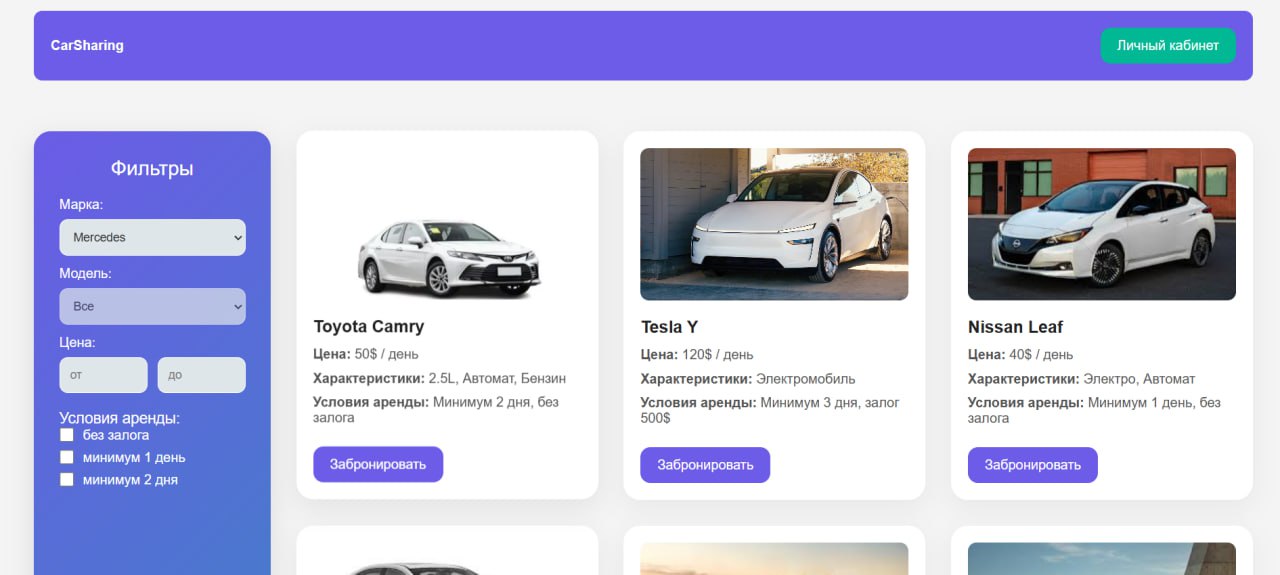 CarSharing
Личный кабинет
Фильтры
Марка:
Mercedes
Модель:
Все
Цена:
от
до
Условия аренды:
без залога
минимум 1 день
минимум 2 дня
Toyota Camry
Цена: 50$ / день
Характеристики: 2.5L, Автомат, Бензин
Условия аренды: Минимум 2 дня, без
залога
Забронировать
Tesla Y
Цена: 120$ / день
Характеристики: Электромобиль
Условия аренды: Минимум 3 дня, залог
500$
Забронировать
Nissan Leaf
Цена: 40$ / день
Характеристики: Электро, Автомат
Условия аренды: Минимум 1 день, без
залога
Забронировать